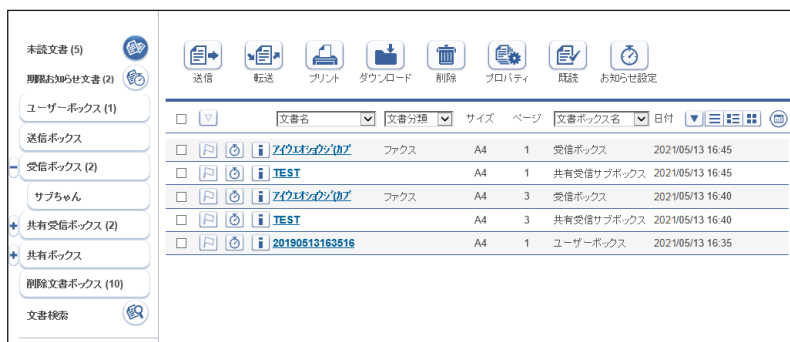 未読文書 (5)
期限お知らせ文書 (2)
ユーザーボックス (1)
送信ボックス
受信ボックス (2)
サブちゃん
共有受信ボックス (2)
共有ボックス
削除文書ボックス (10)
文書検索
送信 転送 プリント ダウンロード 削除 プロパティ 既読 お知らせ設定
文書名 文書分類 サイズ ページ 文書ボックス名 日付
アイウエオショウジ(カブ ファクス A4 1 受信ボックス 2021/05/13 16:45
TEST A4 1 共有受信サブボックス 2021/05/13 16:45
アイウエオショウジ(カブ ファクス A4 3 受信ボックス 2021/05/13 16:40
TEST A4 3 共有受信サブボックス 2021/05/13 16:40
20190513163516 A4 1 ユーザーボックス 2021/05/13 16:35